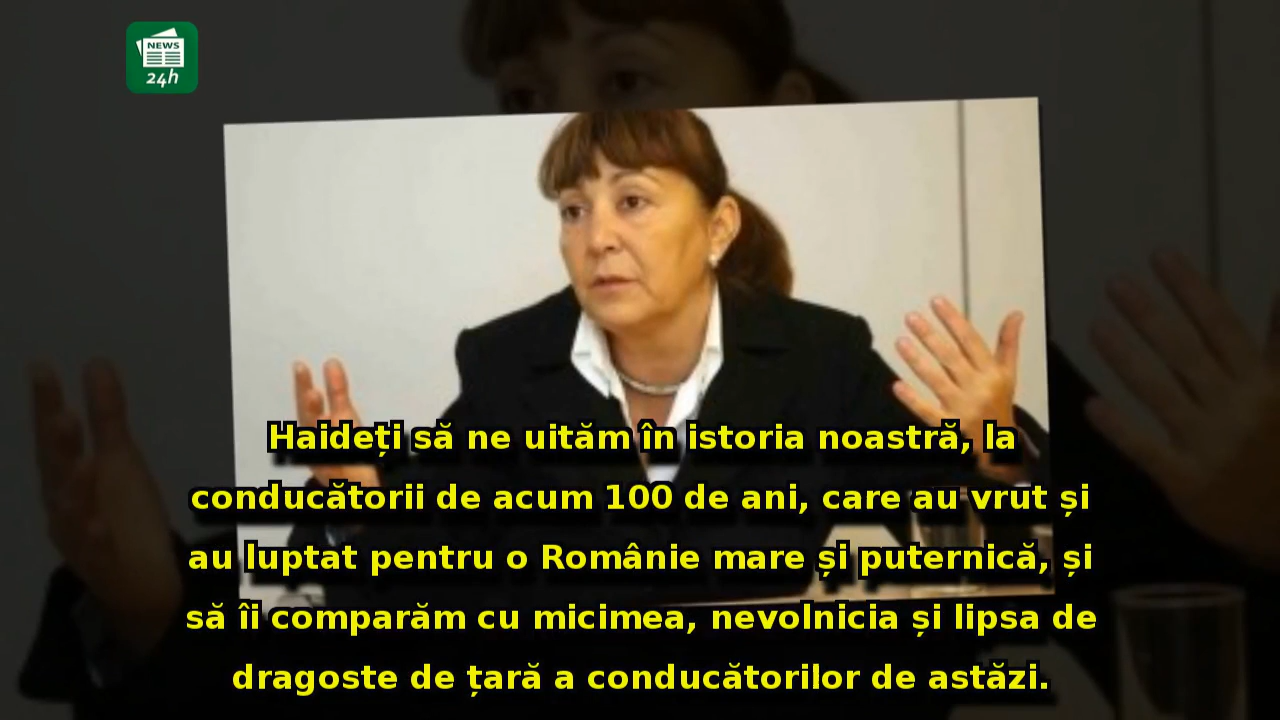 NEWS
24h
Haideți să ne uităm în istoria noastră, la
conducătorii de acum 100 de ani, care au vrut și
au luptat pentru o Românie mare și puternică, și
să îi comparăm cu micimea, nevolnicia și lipsa de
dragoste de țară a conducătorilor de astăzi.